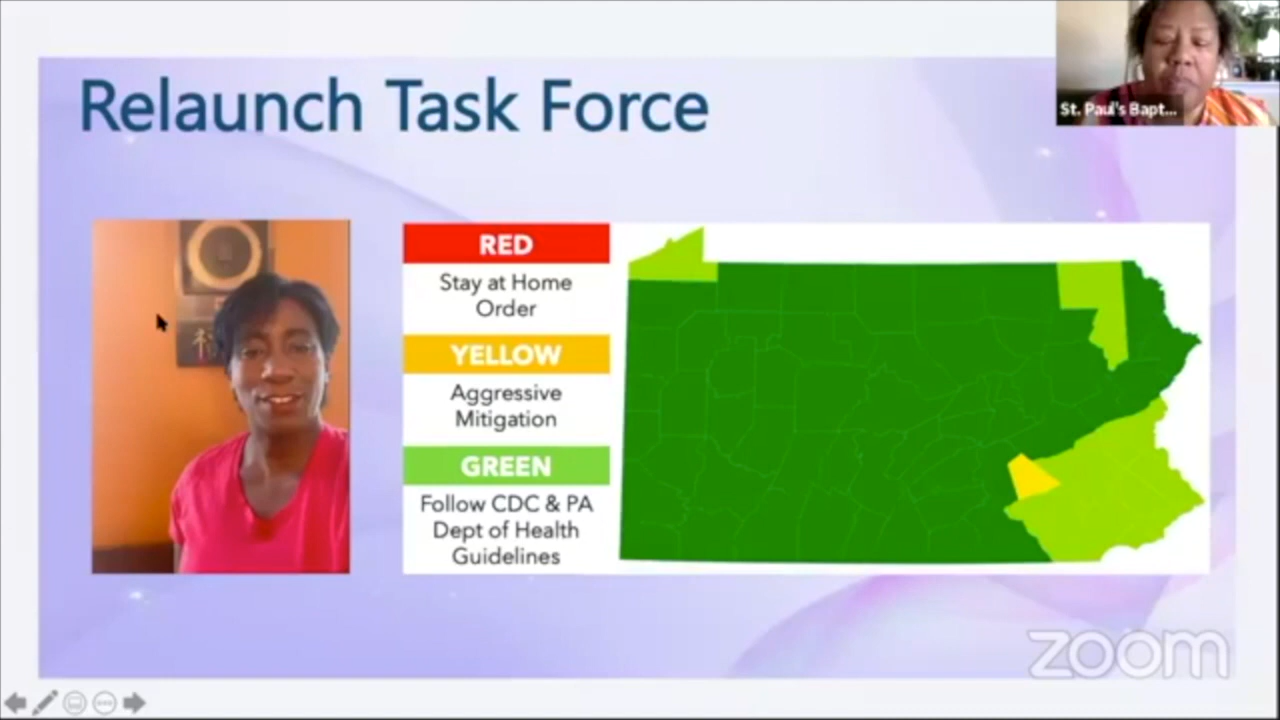 Relaunch Task Force
St. Paul's Bapt...
RED
Stay at Home
Order
YELLOW
Aggressive
Mitigation
GREEN
Follow CDC & PA
Dept of Health
Guidelines
zoom